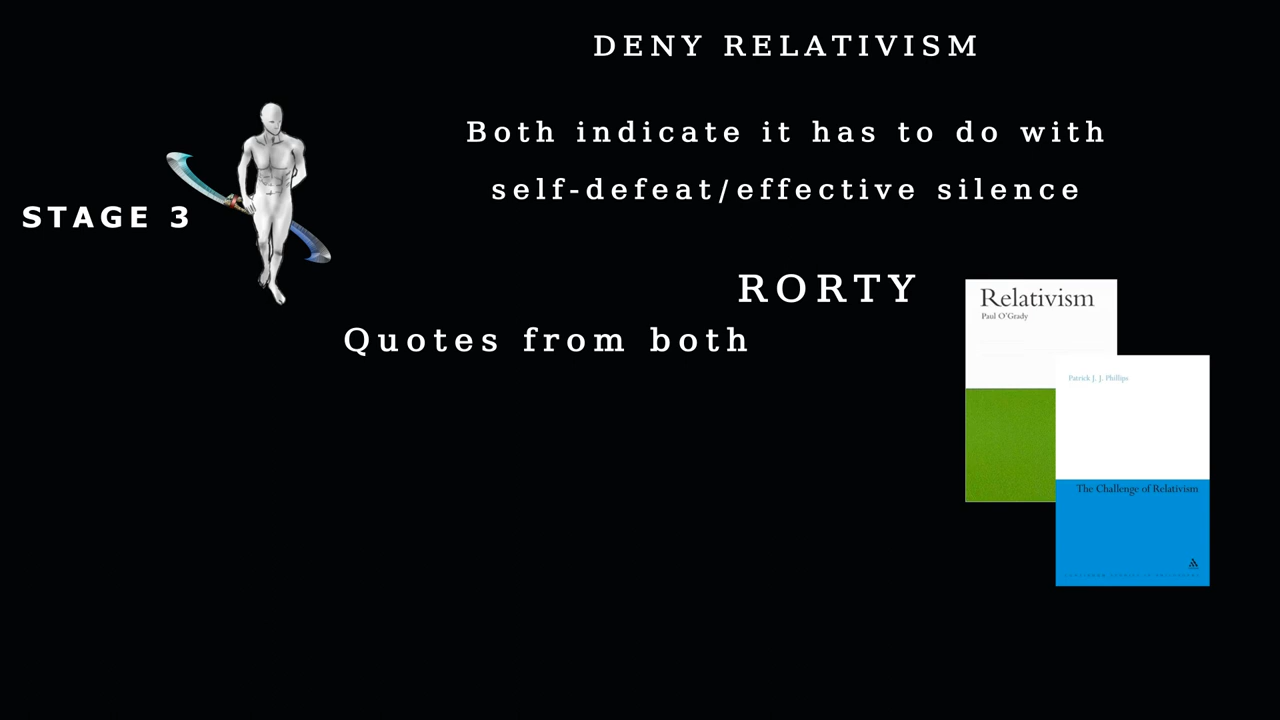 DENY RELATIVISM
Both indicate it has to do with
self-defeat/effective silence
STAGE 3
RORTY
Quotes from both
Relativism
Paul O'Grady
Patrick J. J. Phillips
The Challenge of Relativism